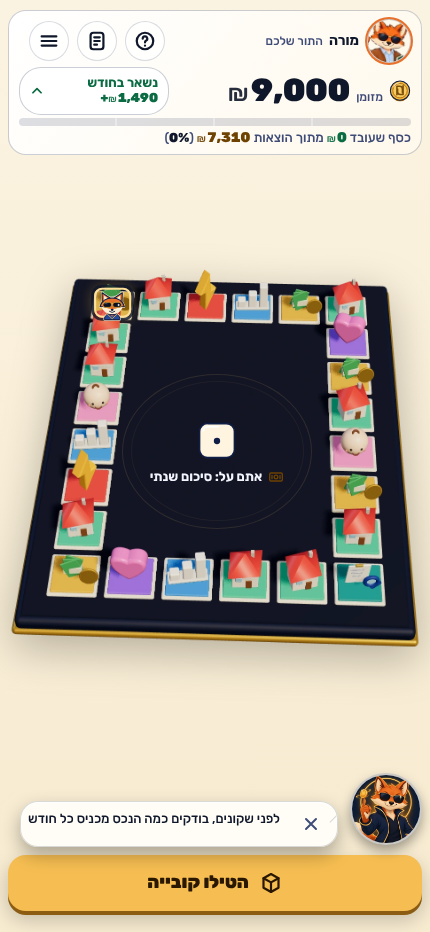 מורה התור שלכם
מזומן 9,000 ₪
נשאר בחודש
+₪1,490
כסף שעובד ₪0 מתוך הוצאות 7,310 ₪ (0%)
אתם על: סיכום שנתי
לפני שקונים, בודקים כמה הנכס מכניס כל חודש
הטילו קובייה